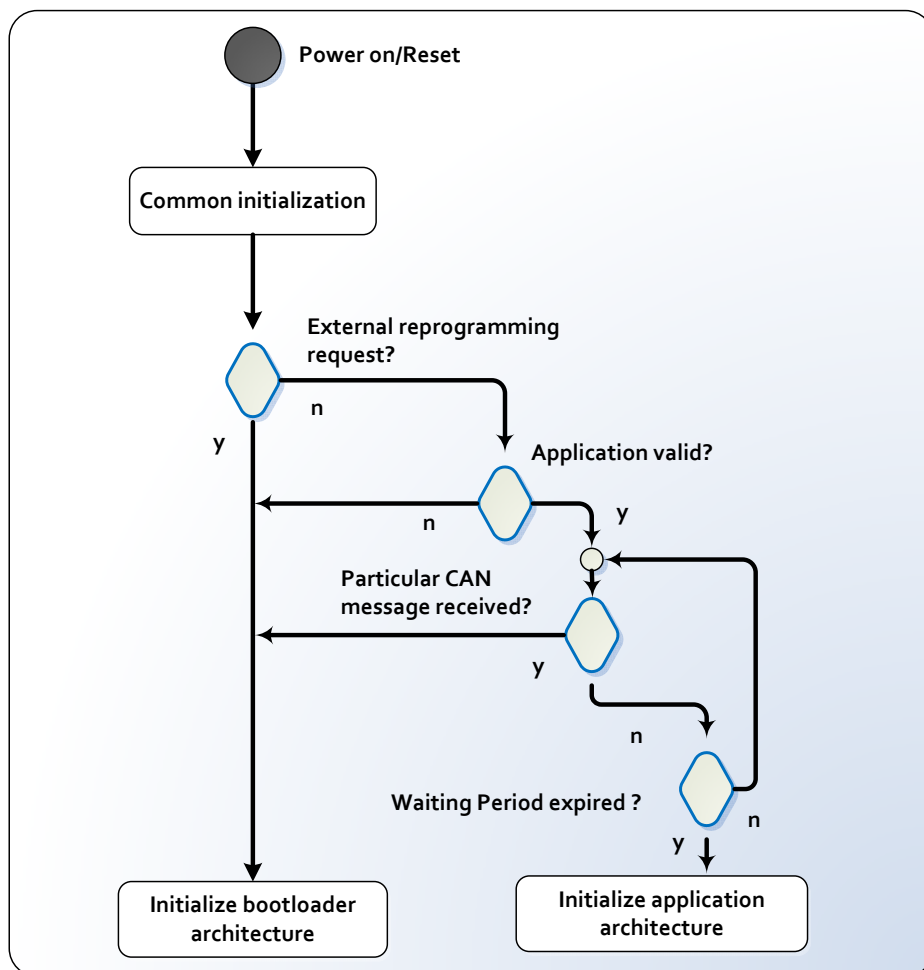 Power on/Reset
Common initialization
External reprogramming
request?
n
y
Application valid?
n
y
Particular CAN
message received?
y
n
Waiting Period expired ?
n
y
Initialize bootloader
architecture
Initialize application
architecture